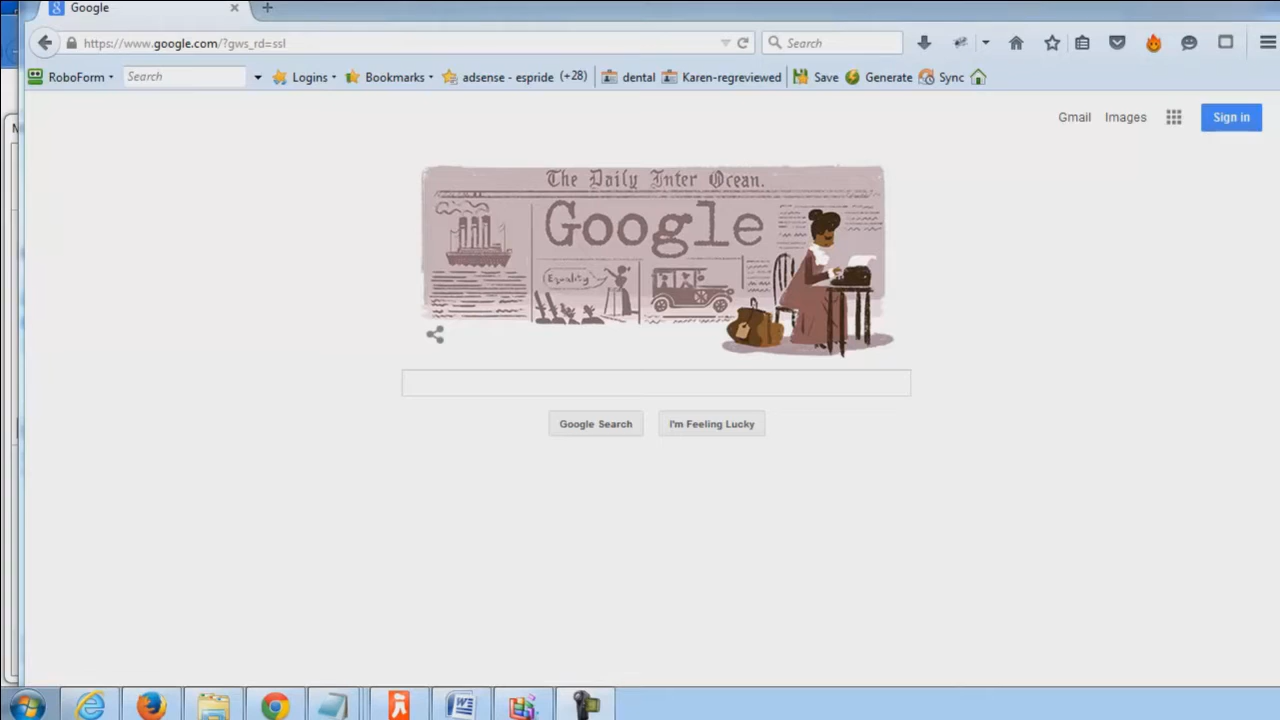 Google
https://www.google.com/?gws_rd=ssl
Search
RoboForm
Search
Logins
Bookmarks
adsense - espride (+28)
dental
Karen-regreviewed
Save
Generate
Sync
Gmail
Images
Sign in
The Daily Inter Ocean.
Google
Equality
Google Search
I'm Feeling Lucky